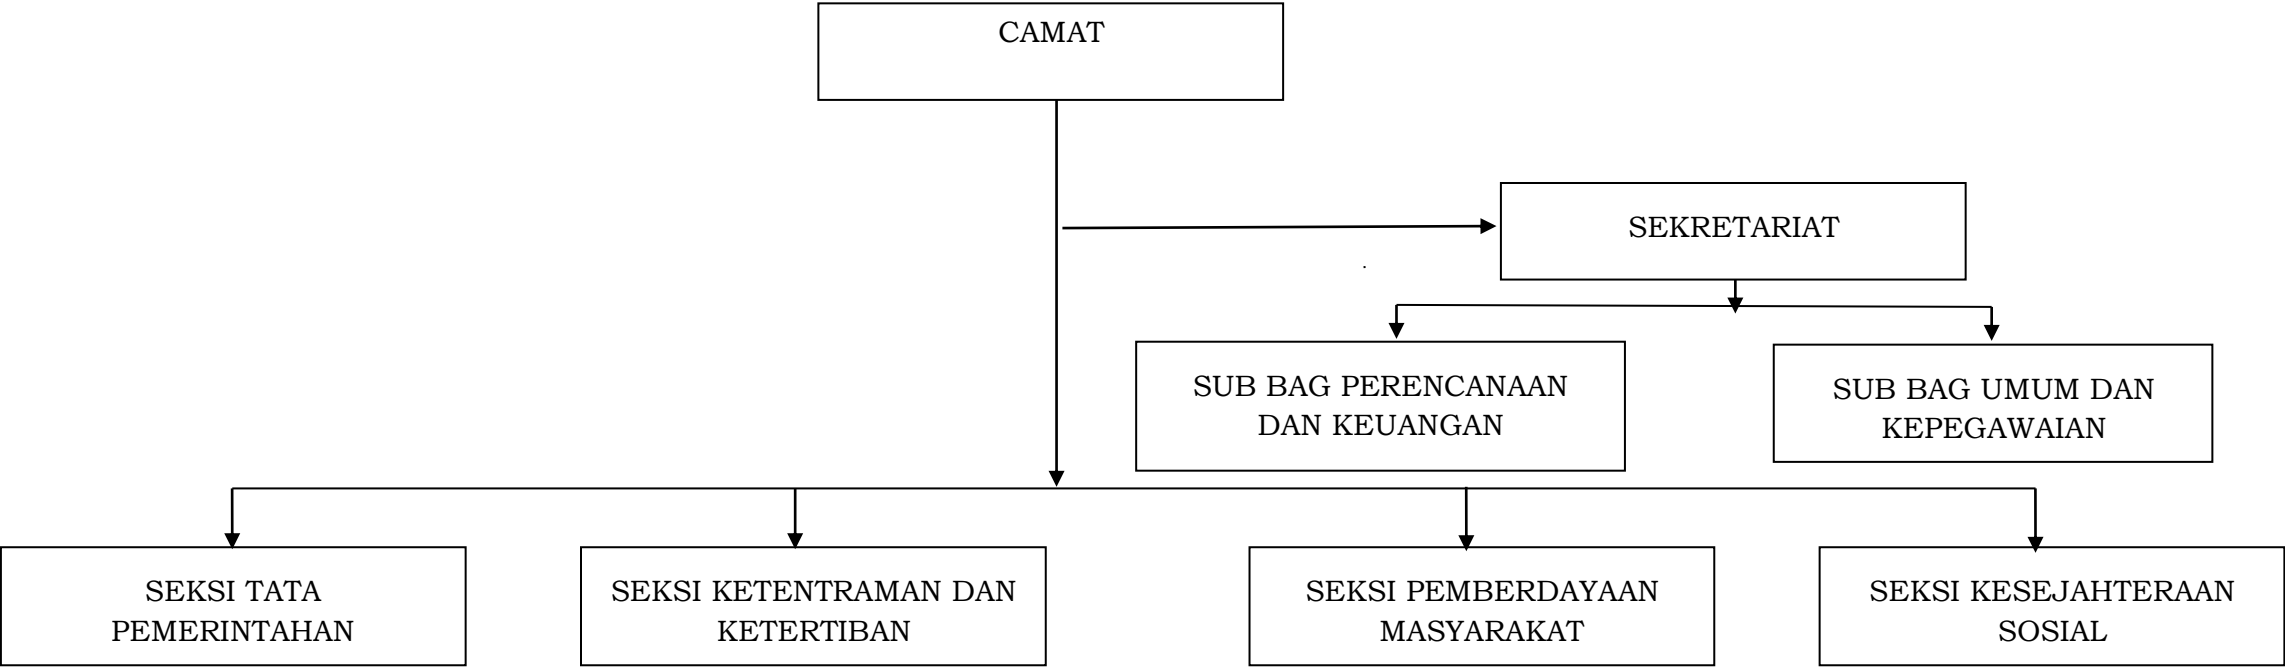 CAMAT
SEKRETARIAT
SUB BAG PERENCANAAN
DAN KEUANGAN
SUB BAG UMUM DAN
KEPEGAWAIAN
SEKSI TATA
PEMERINTAHAN
SEKSI KETENTRAMAN DAN
KETERTIBAN
SEKSI PEMBERDAYAAN
MASYARAKAT
SEKSI KESEJAHTERAAN
SOSIAL